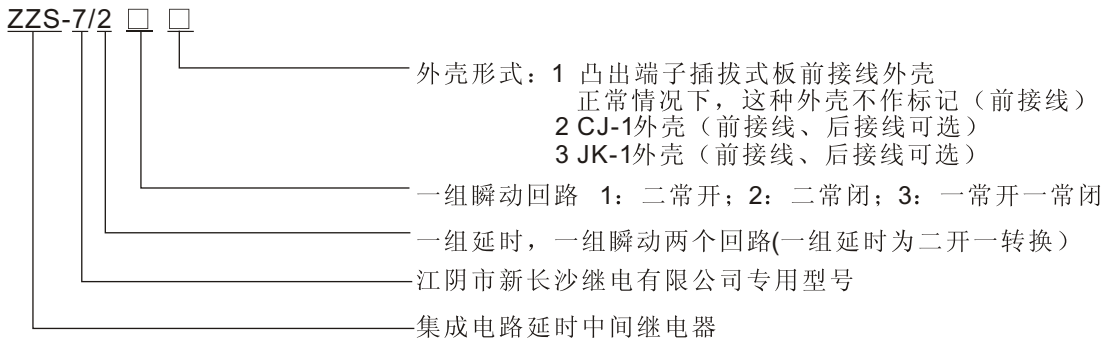 ZZS-7/2 □ □
外壳形式：1 凸出端子插拔式板前接线外壳
正常情况下，这种外壳不作标记（前接线）
2 CJ-1外壳（前接线、后接线可选）
3 JK-1外壳（前接线、后接线可选）
一组瞬动回路 1：二常开；2：二常闭；3：一常开一常闭
一组延时，一组瞬动两个回路(一组延时为二开一转换）
江阴市新长沙继电有限公司专用型号
集成电路延时中间继电器